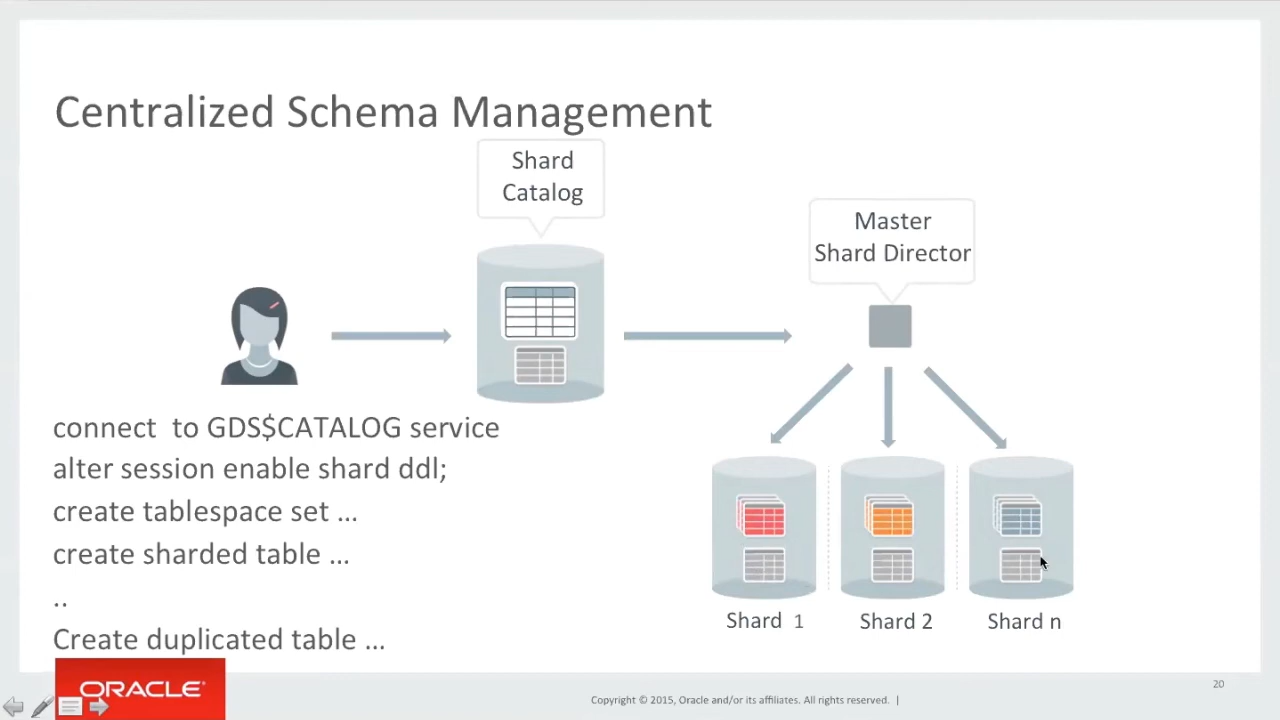 Centralized Schema Management
Shard
Catalog
Master
Shard Director
connect to GDS$CATALOG service
alter session enable shard ddl;
create tablespace set ...
create sharded table ...
..
Create duplicated table ...
Shard 1
Shard 2
Shard n
ORACLE®
Copyright © 2015, Oracle and/or its affiliates. All rights reserved. |
20